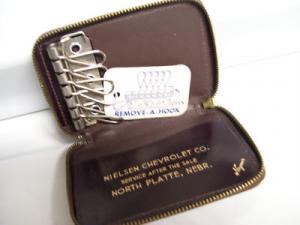 REMOVE-A-HOOK
NIELSEN CHEVROLET CO.
SERVICE AFTER THE SALE
NORTH PLATTE, NEBR.